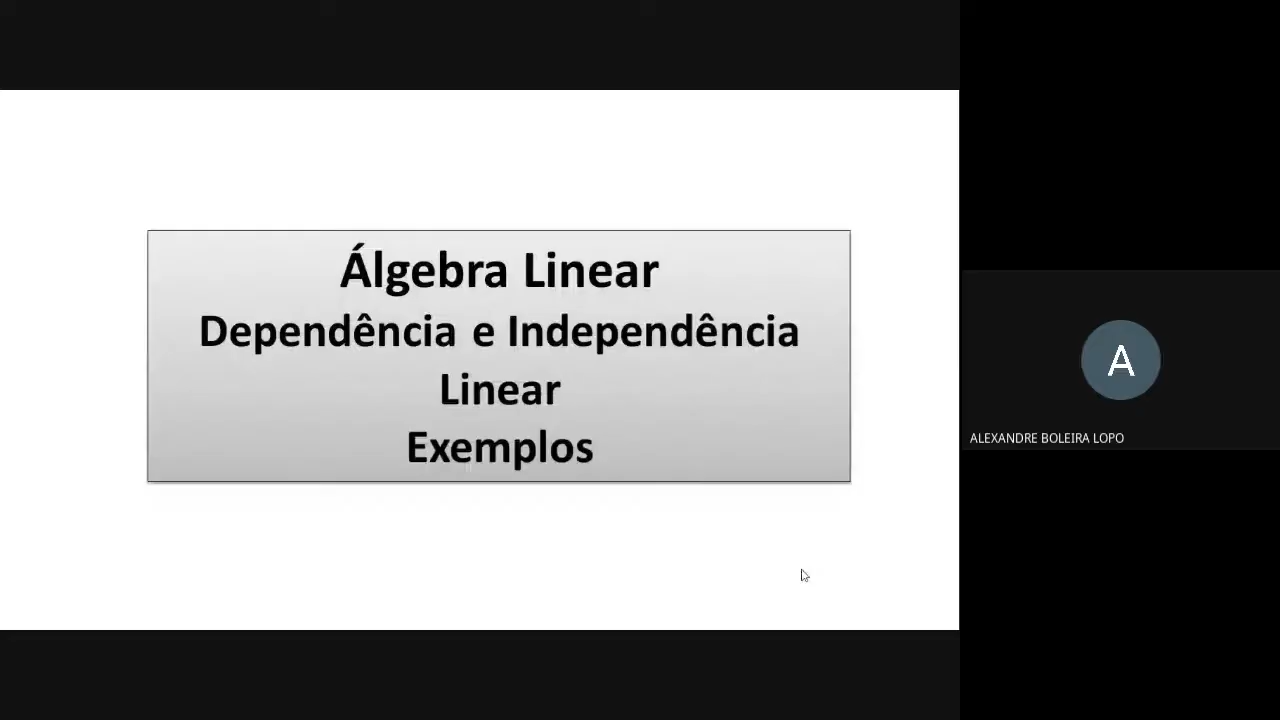 Álgebra Linear
Dependência e Independência
Linear
Exemplos
A
ALEXANDRE BOLEIRA LOPO